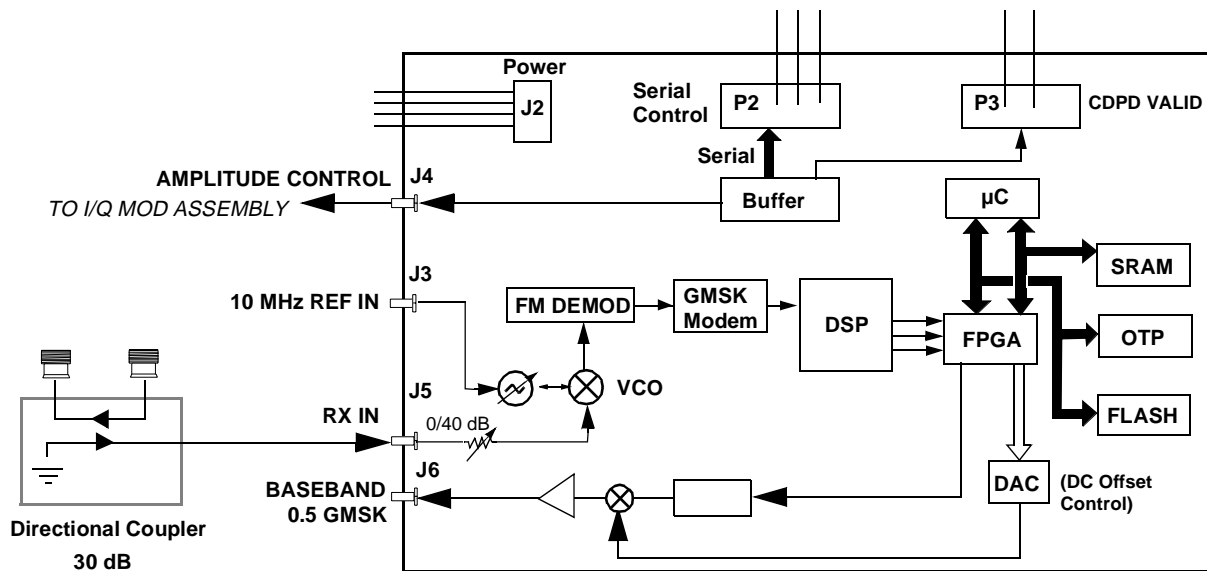 Power
J2
Serial
Control
P2
P3
CDPD VALID
Serial
AMPLITUDE CONTROL
J4
TO I/Q MOD ASSEMBLY
Buffer
µC
J3
10 MHz REF IN
SRAM
FM DEMOD
GMSK
Modem
DSP
FPGA
OTP
VCO
J5
RX IN
0/40 dB
FLASH
J6
BASEBAND
0.5 GMSK
DAC
(DC Offset
Control)
Directional Coupler
30 dB